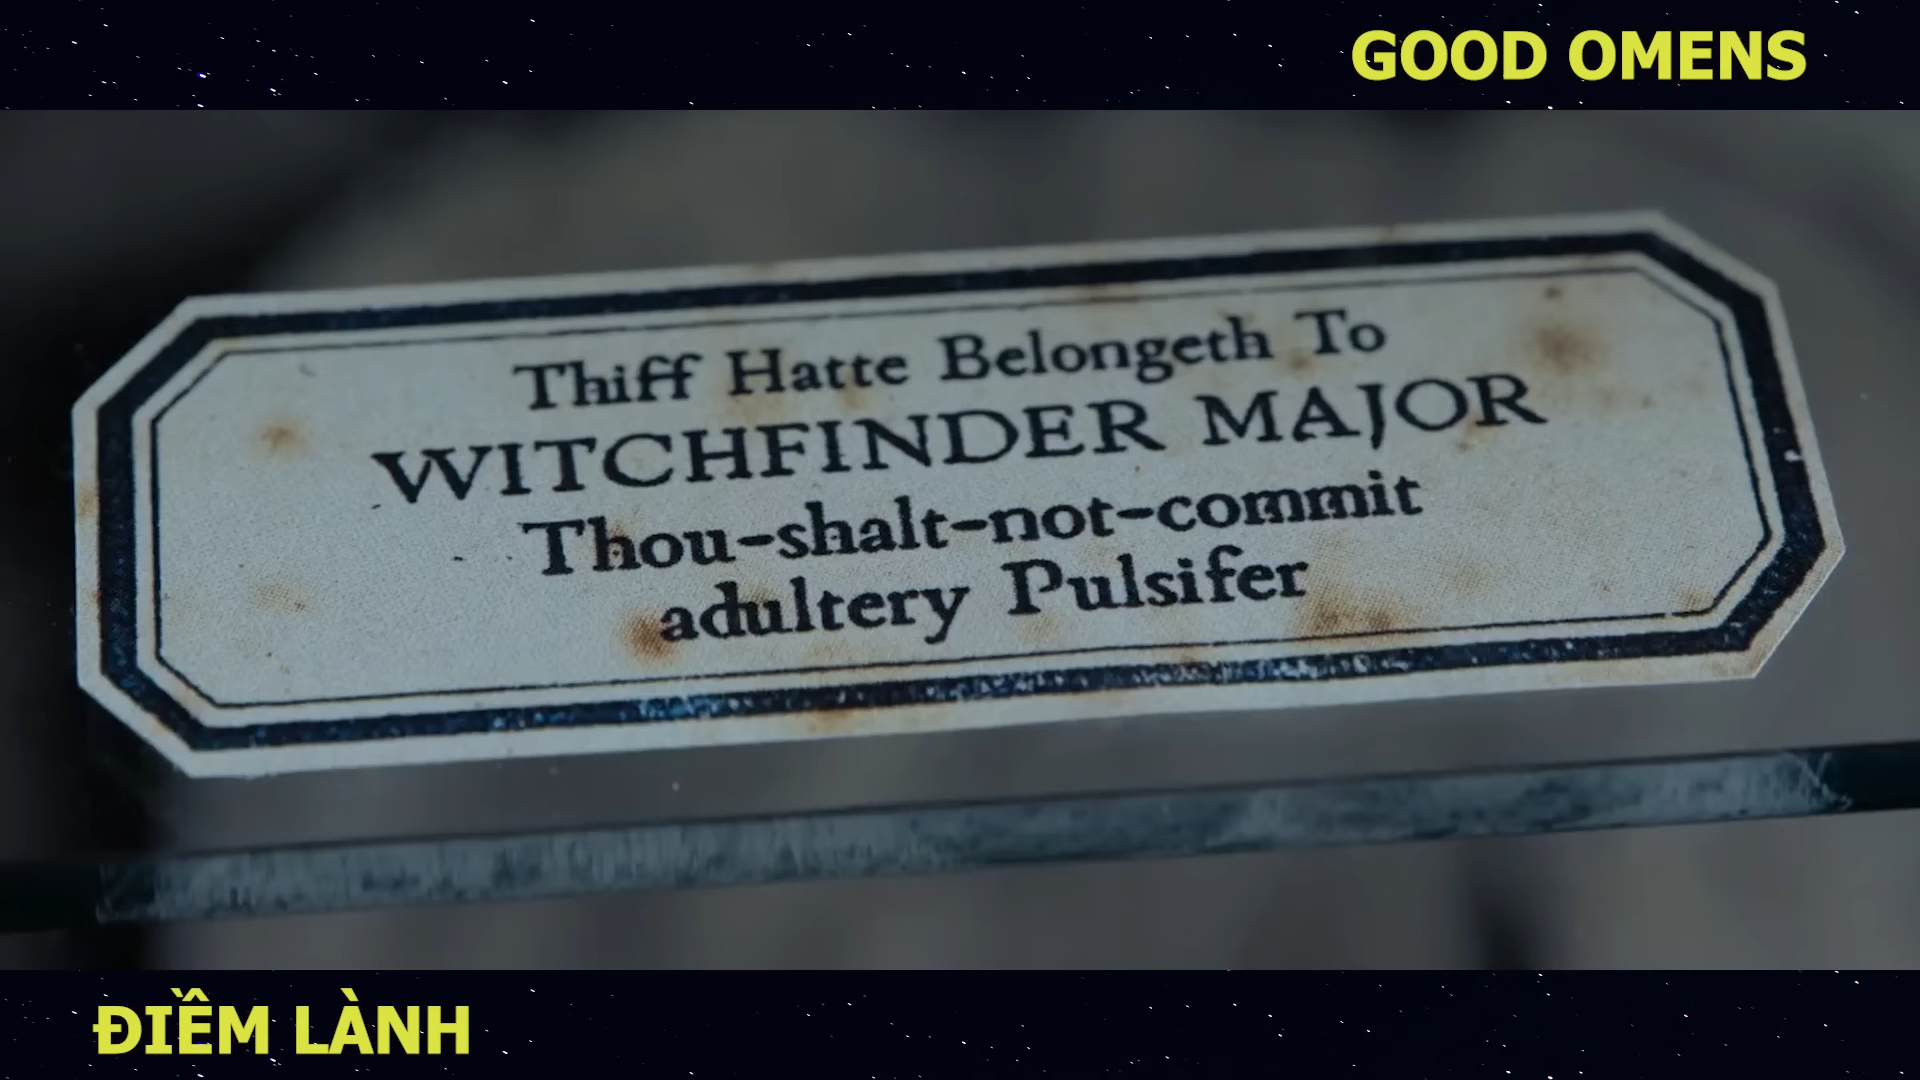 GOOD OMENS
Thiff Hatte Belongeth To
WITCHFINDER MAJOR
Thou-shalt-not-commit
adultery Pulsifer
ĐIỀM LÀNH